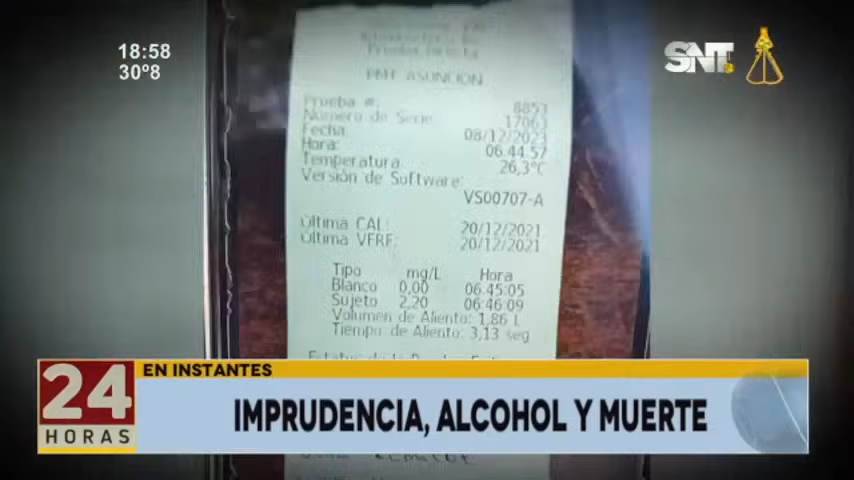 18:58
30º8
SNT
Prueba
PMT ASUNCION
Prueba #: 8853
Número de Serie 17063
Fecha: 08/12/2023
Hora: 06.44.57
Temperatura 26,3°C
Versión de Software:
VS00707-A
Última CAL: 20/12/2021
Última VFRF: 20/12/2021
Tipo mg/L Hora
Blanco 0,00 06.45:05
Sujeto 2,20 06:46:09
Volumen de Aliento: 1,86 L
Tiempo de Aliento: 3,13 seg
24
HORAS
EN INSTANTES
IMPRUDENCIA, ALCOHOL Y MUERTE